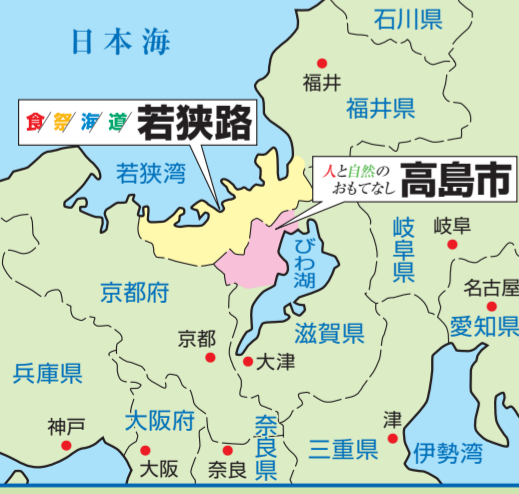 石川県
日本海
福井
福井県
食/祭/海/道/ 若狭路
若狭湾
人と自然の
おもてなし
高島市
岐阜県
岐阜
びわ湖
京都府
名古屋
愛知県
京都
滋賀県
大津
兵庫県
神戸
大阪府
大阪
奈良県
奈良
三重県
津
伊勢湾